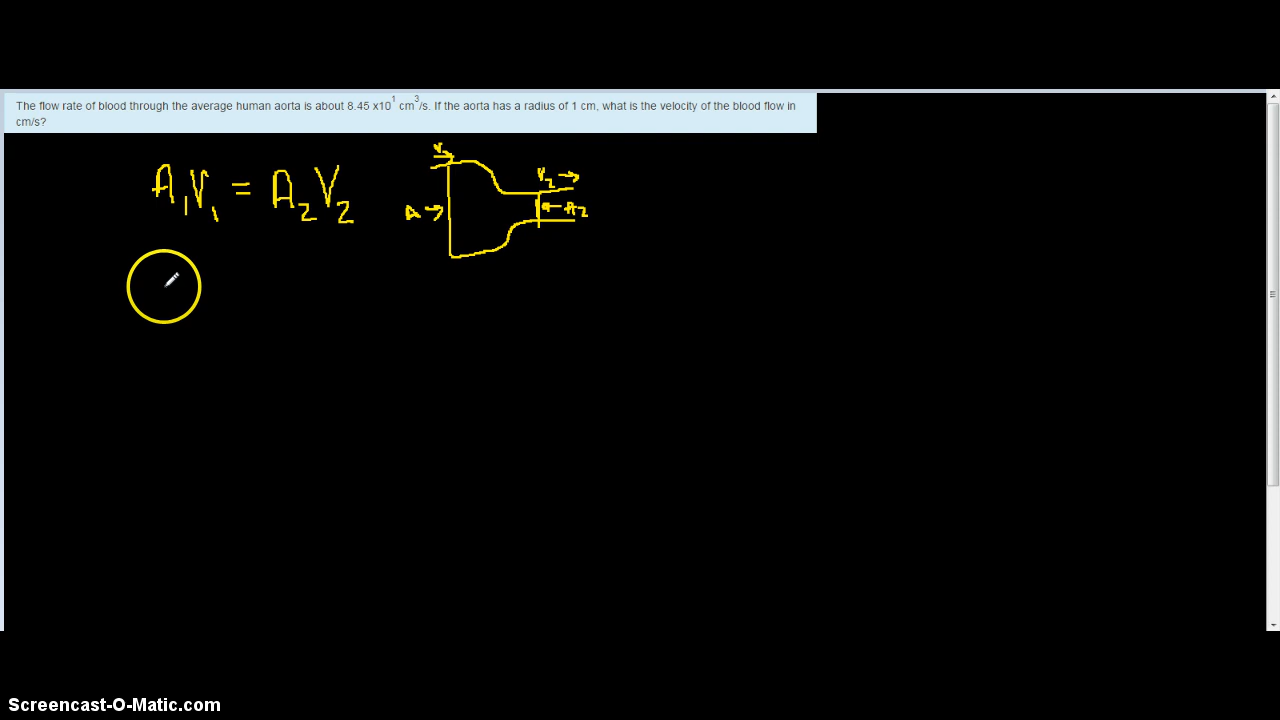 The flow rate of blood through the average human aorta is about 8.45 x10¹ cm³/s. If the aorta has a radius of 1 cm, what is the velocity of the blood flow in
cm/s?
A₁V₁ = A₂V₂
V
V₂
A
A₂
Screencast-O-Matic.com